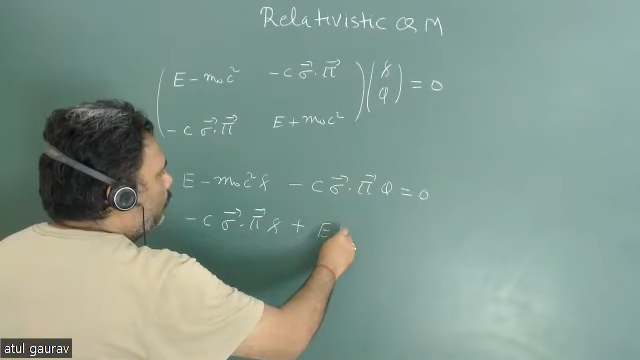 Relativistic QM
( E - m₀c²   - c σ⃗·π⃗ ) ( χ ) = 0
( - c σ⃗·π⃗   E + m₀c² ) ( φ )
E - m₀c² χ - c σ⃗·π⃗ φ = 0
- c σ⃗·π⃗ χ + E
atul gaurav